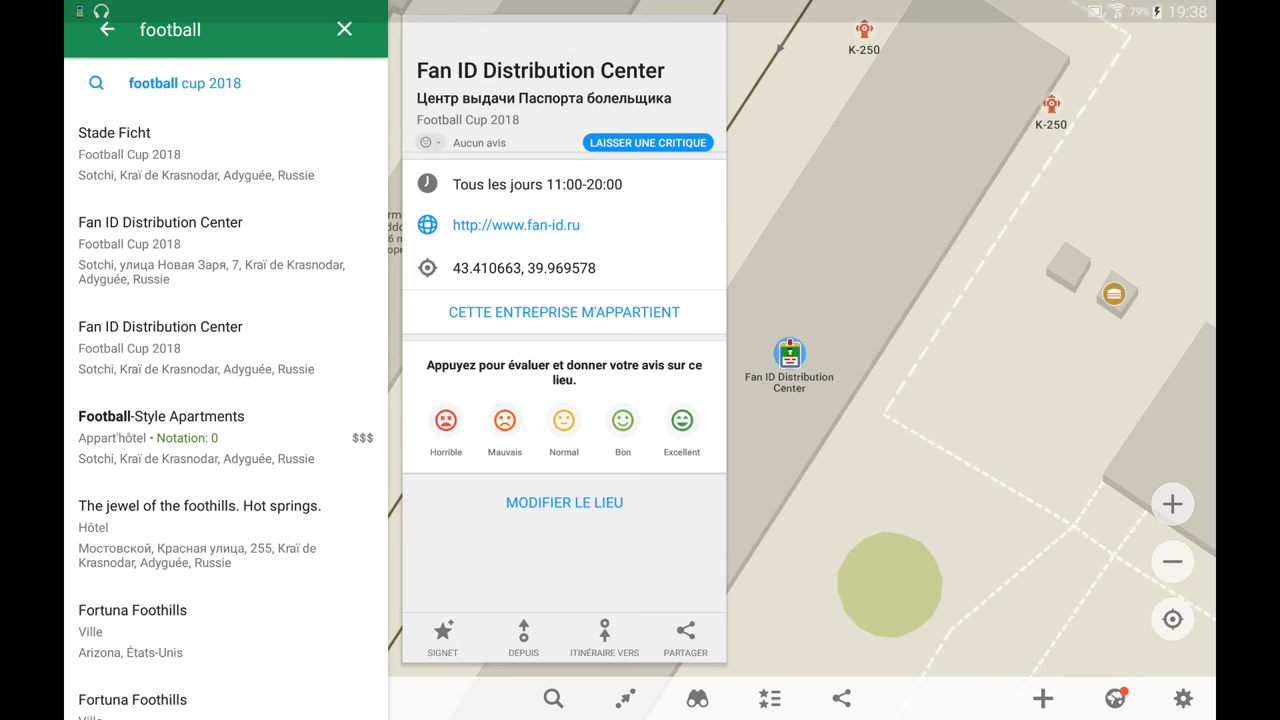 79% 19:38
football
football cup 2018
Stade Ficht
Football Cup 2018
Sotchi, Kraï de Krasnodar, Adyguée, Russie
Fan ID Distribution Center
Football Cup 2018
Sotchi, улица Новая Заря, 7, Kraï de Krasnodar,
Adyguée, Russie
Fan ID Distribution Center
Football Cup 2018
Sotchi, Kraï de Krasnodar, Adyguée, Russie
Football-Style Apartments
Appart'hôtel • Notation: 0 $$$
Sotchi, Kraï de Krasnodar, Adyguée, Russie
The jewel of the foothills. Hot springs.
Hôtel
Мостовской, Красная улица, 255, Kraï de
Krasnodar, Adyguée, Russie
Fortuna Foothills
Ville
Arizona, États-Unis
Fortuna Foothills
Ville
Fan ID Distribution Center
Центр выдачи Паспорта болельщика
Football Cup 2018
- Aucun avis LAISSER UNE CRITIQUE
Tous les jours 11:00-20:00
http://www.fan-id.ru
43.410663, 39.969578
CETTE ENTREPRISE M'APPARTIENT
Appuyez pour évaluer et donner votre avis sur ce
lieu.
Horrible Mauvais Normal Bon Excellent
MODIFIER LE LIEU
SIGNET DEPUIS ITINÉRAIRE VERS PARTAGER
K-250
K-250
Fan ID Distribution
Center